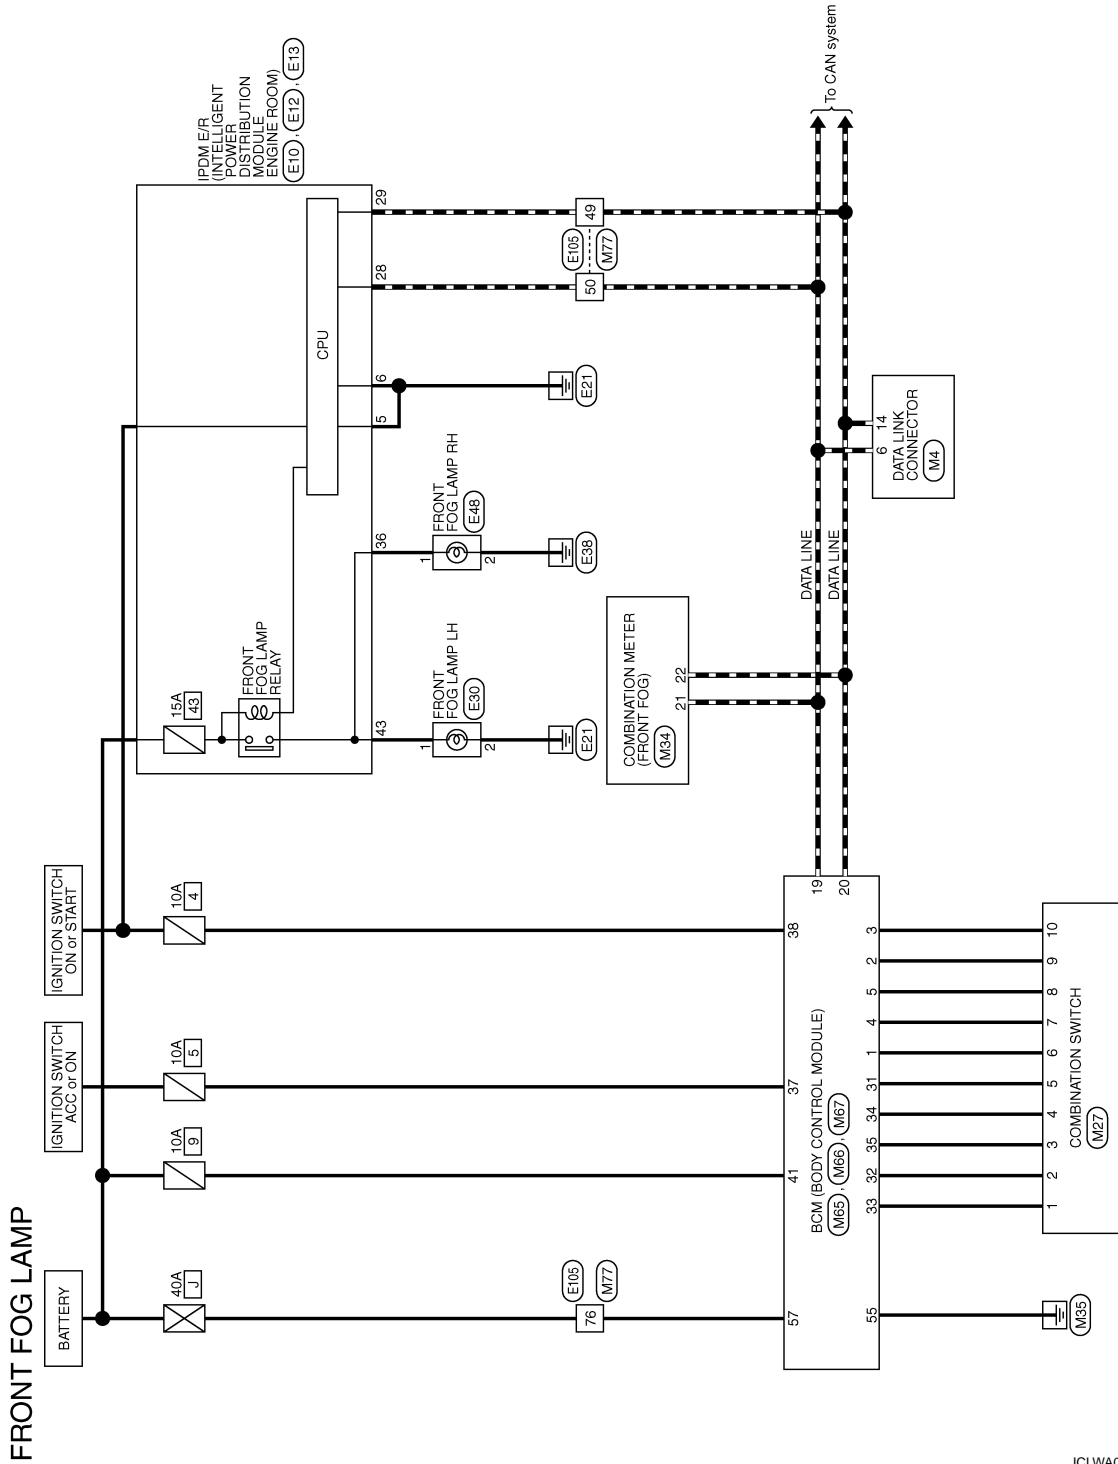 FRONT FOG LAMP
BATTERY
IGNITION SWITCH
ACC or ON
IGNITION SWITCH
ON or START
40A
J
10A
9
10A
5
10A
4
15A
43
FRONT
FOG LAMP
RELAY
CPU
IPDM E/R
(INTELLIGENT
POWER
DISTRIBUTION
MODULE
ENGINE ROOM)
E10 , E12 , E13
43
36
5
6
28
29
1
FRONT
FOG LAMP LH
E30
2
1
FRONT
FOG LAMP RH
E48
2
76
E105
M77
E21
E38
E21
50
E105
M77
49
COMBINATION METER
(FRONT FOG)
M34
21
22
DATA LINE
DATA LINE
To CAN system
6
14
DATA LINK
CONNECTOR
M4
57
41
37
38
19
20
BCM (BODY CONTROL MODULE)
M65 , M66 , M67
55
33
32
35
34
31
1
4
5
2
3
M35
1
2
3
4
5
6
7
8
9
10
COMBINATION SWITCH
M27